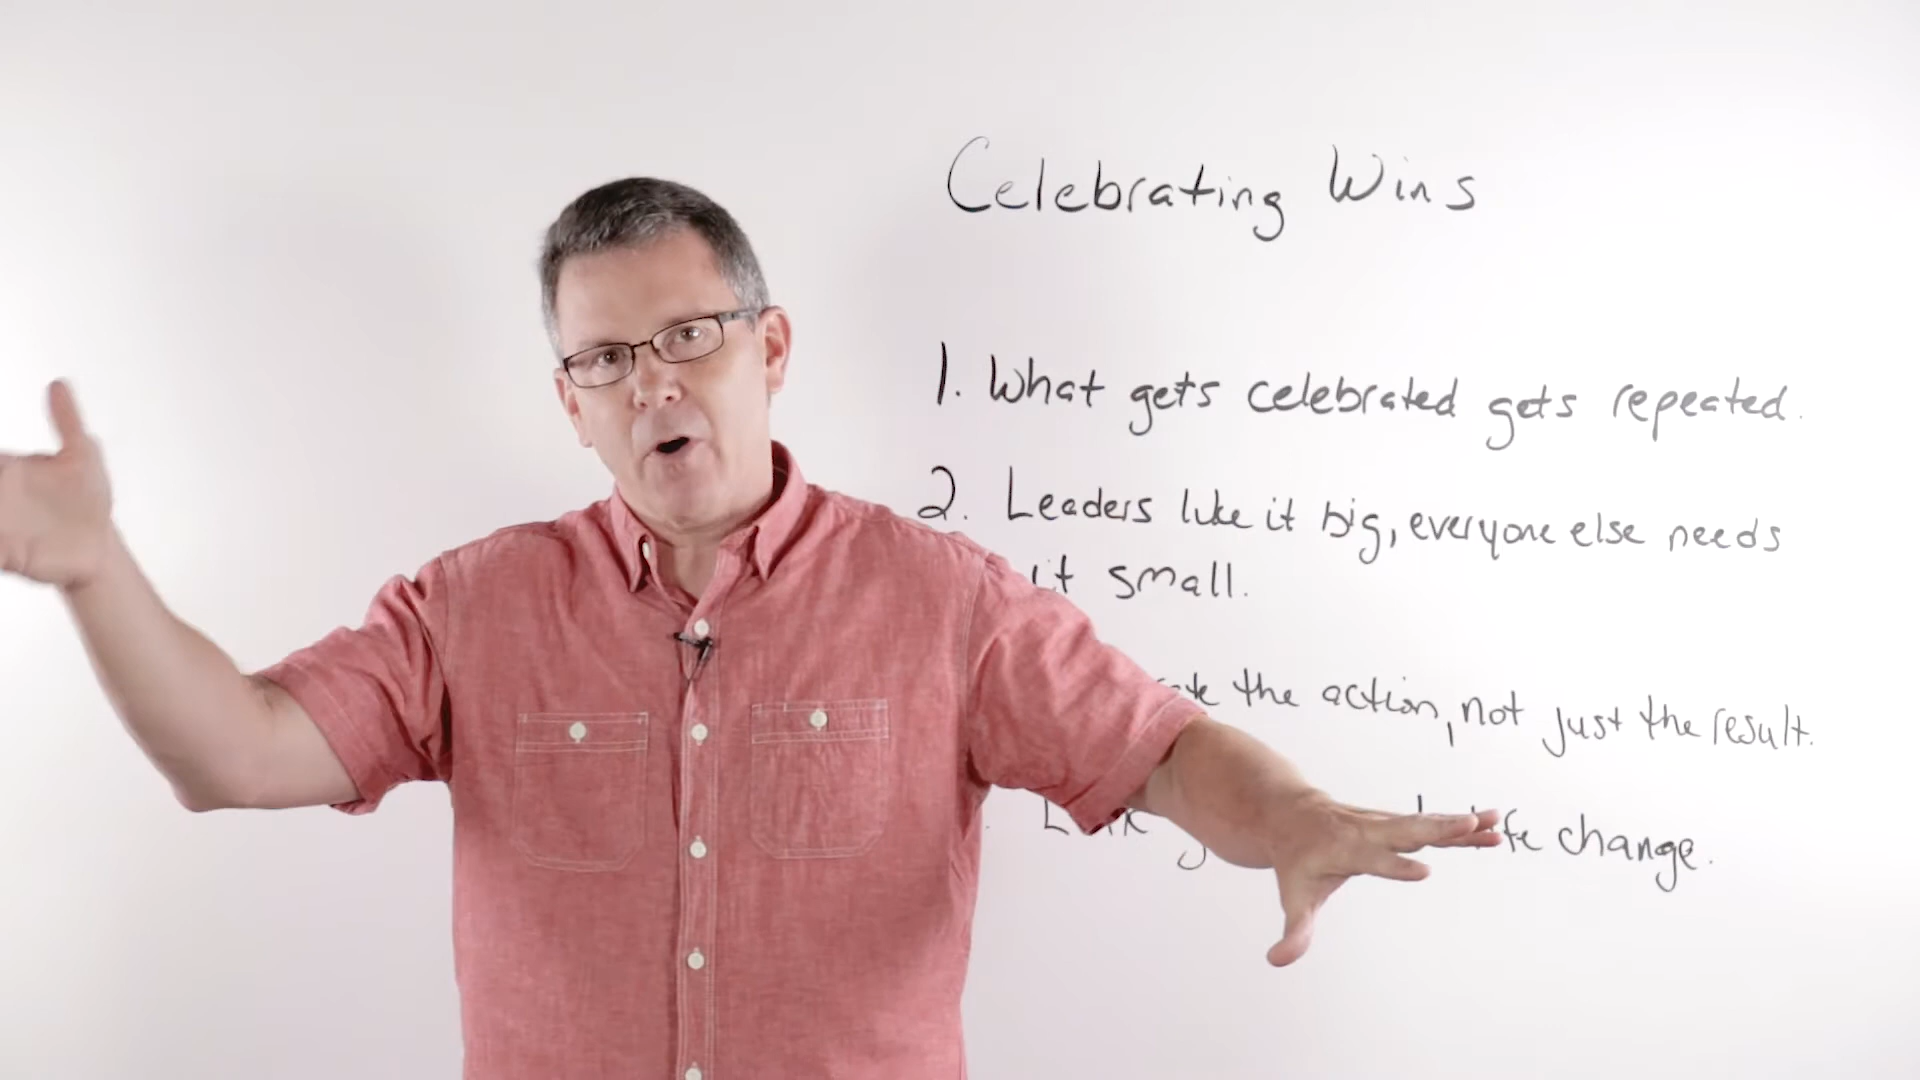 Celebrating Wins
1. What gets celebrated gets repeated.
2. Leaders like it big, everyone else needs
it small.
the action, not just the result.
change.